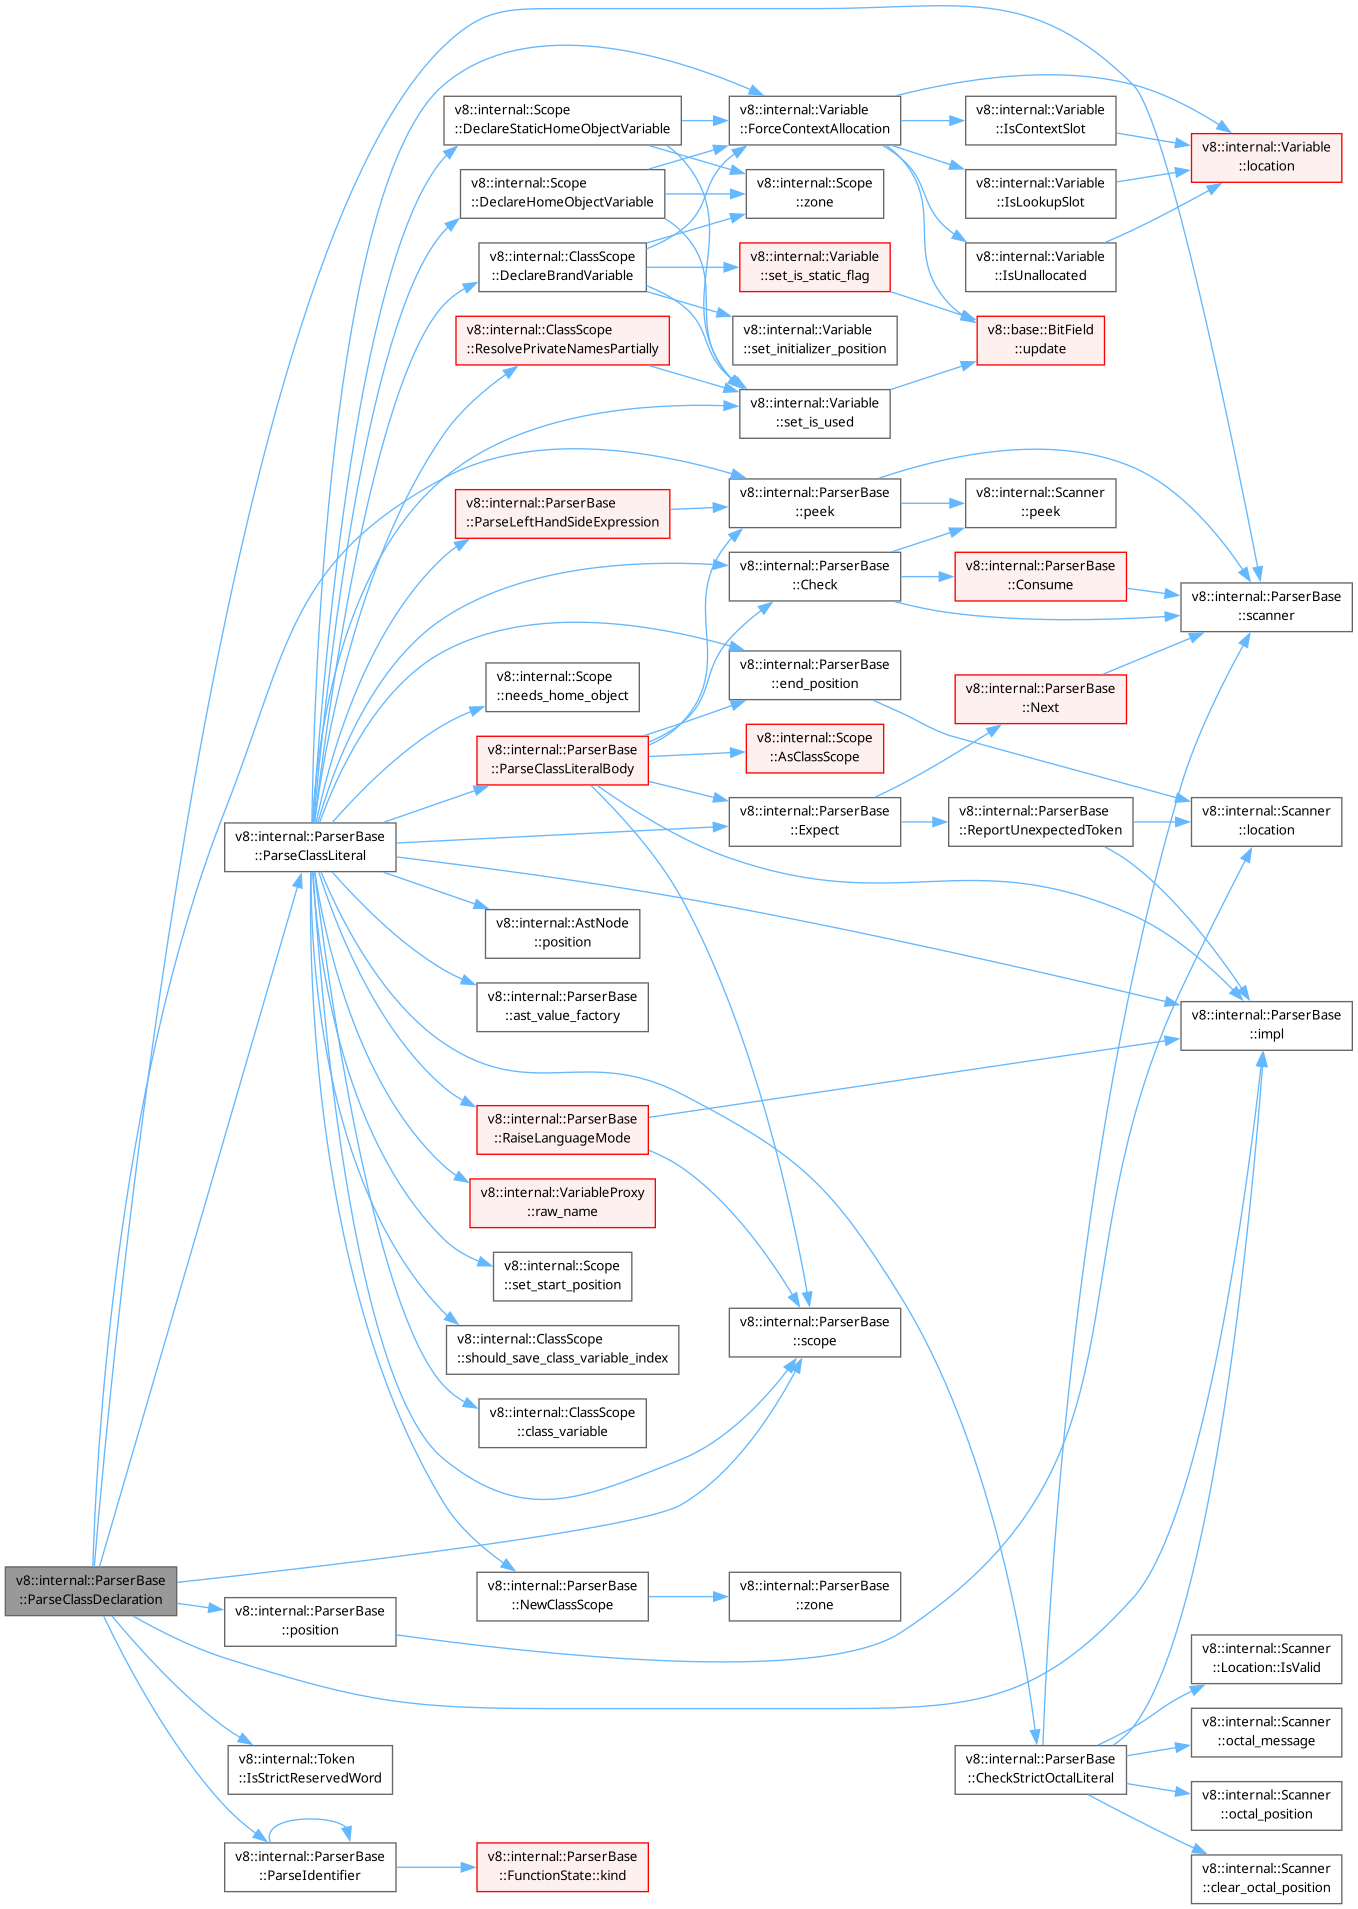 v8::internal::Scope
::DeclareStaticHomeObjectVariable
v8::internal::Variable
::ForceContextAllocation
v8::internal::Variable
::IsContextSlot
v8::internal::Variable
::location
v8::internal::Scope
::DeclareHomeObjectVariable
v8::internal::Scope
::zone
v8::internal::Variable
::IsLookupSlot
v8::internal::ClassScope
::DeclareBrandVariable
v8::internal::Variable
::set_is_static_flag
v8::internal::Variable
::IsUnallocated
v8::internal::ClassScope
::ResolvePrivateNamesPartially
v8::internal::Variable
::set_initializer_position
v8::base::BitField
::update
v8::internal::Variable
::set_is_used
v8::internal::ParserBase
::ParseLeftHandSideExpression
v8::internal::ParserBase
::peek
v8::internal::Scanner
::peek
v8::internal::ParserBase
::Check
v8::internal::ParserBase
::Consume
v8::internal::ParserBase
::scanner
v8::internal::Scope
::needs_home_object
v8::internal::ParserBase
::end_position
v8::internal::ParserBase
::Next
v8::internal::ParserBase
::ParseClassLiteralBody
v8::internal::Scope
::AsClassScope
v8::internal::ParserBase
::ParseClassLiteral
v8::internal::ParserBase
::Expect
v8::internal::ParserBase
::ReportUnexpectedToken
v8::internal::Scanner
::location
v8::internal::AstNode
::position
v8::internal::ParserBase
::ast_value_factory
v8::internal::ParserBase
::impl
v8::internal::ParserBase
::RaiseLanguageMode
v8::internal::VariableProxy
::raw_name
v8::internal::Scope
::set_start_position
v8::internal::ClassScope
::should_save_class_variable_index
v8::internal::ParserBase
::scope
v8::internal::ClassScope
::class_variable
v8::internal::ParserBase
::ParseClassDeclaration
v8::internal::ParserBase
::position
v8::internal::ParserBase
::NewClassScope
v8::internal::ParserBase
::zone
v8::internal::Scanner
::Location::IsValid
v8::internal::Token
::IsStrictReservedWord
v8::internal::ParserBase
::CheckStrictOctalLiteral
v8::internal::Scanner
::octal_message
v8::internal::Scanner
::octal_position
v8::internal::ParserBase
::ParseIdentifier
v8::internal::ParserBase
::FunctionState::kind
v8::internal::Scanner
::clear_octal_position